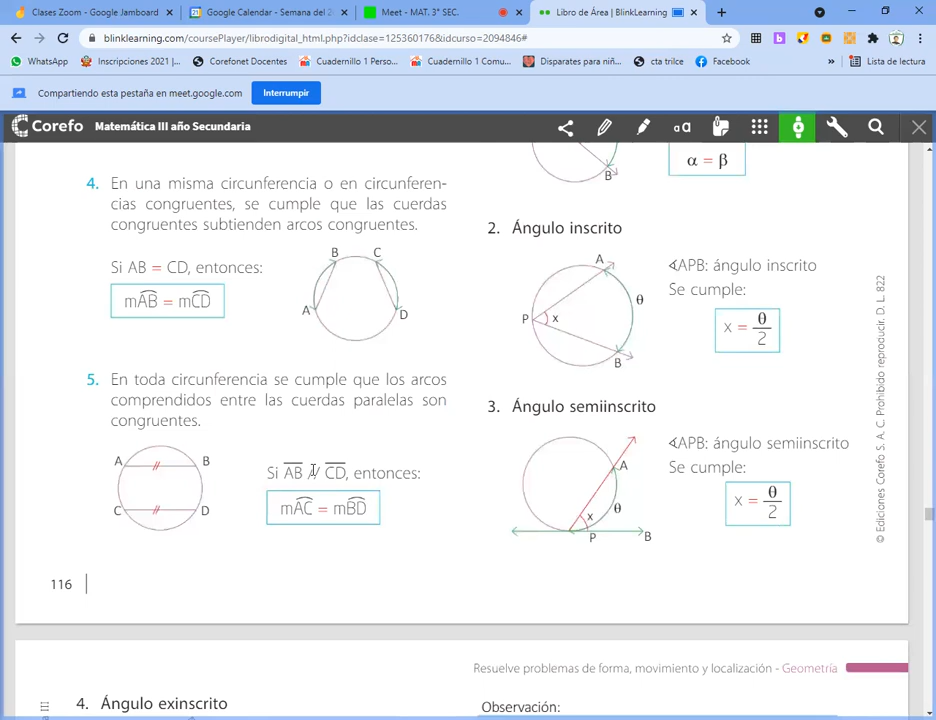 Clases Zoom - Google Jamboard
Google Calendar - Semana del 2
Meet - MAT. 3° SEC.
Libro de Área | BlinkLearning
blinklearning.com/coursePlayer/librodigital_html.php?idclase=125360176&idcurso=2094846#
WhatsApp
Inscripciones 2021 |...
Corefonet Docentes
Cuadernillo 1 Perso...
Cuadernillo 1 Comu...
Disparates para niñ...
cta trilce
Facebook
»
Lista de lectura
Compartiendo esta pestaña en meet.google.com
Interrumpir
Corefo
Matemática III año Secundaria
aa
4. En una misma circunferencia o en circunferen-
cias congruentes, se cumple que las cuerdas
congruentes subtienden arcos congruentes.
Si AB = CD, entonces:
mAB = mCD
B C
A D
5. En toda circunferencia se cumple que los arcos
comprendidos entre las cuerdas paralelas son
congruentes.
A B
C D
Si AB // CD, entonces:
mAC = mBD
116
B
α = β
2. Ángulo inscrito
A
θ
P x
B
∢APB: ángulo inscrito
Se cumple:
x = θ/2
3. Ángulo semiinscrito
A
θ
x
P B
∢APB: ángulo semiinscrito
Se cumple:
x = θ/2
© Ediciones Corefo S. A. C. Prohibido reproducir. D. L. 822
Resuelve problemas de forma, movimiento y localización - Geometría
4. Ángulo exinscrito
Observación: